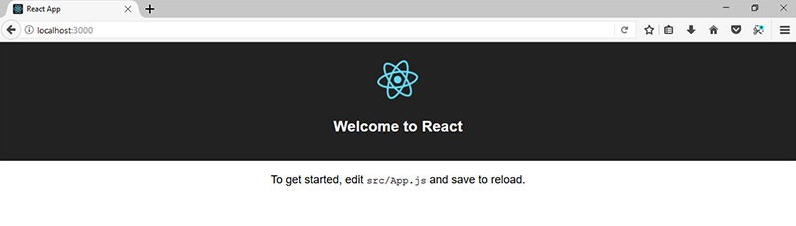 React App
localhost:3000
Welcome to React
To get started, edit src/App.js and save to reload.